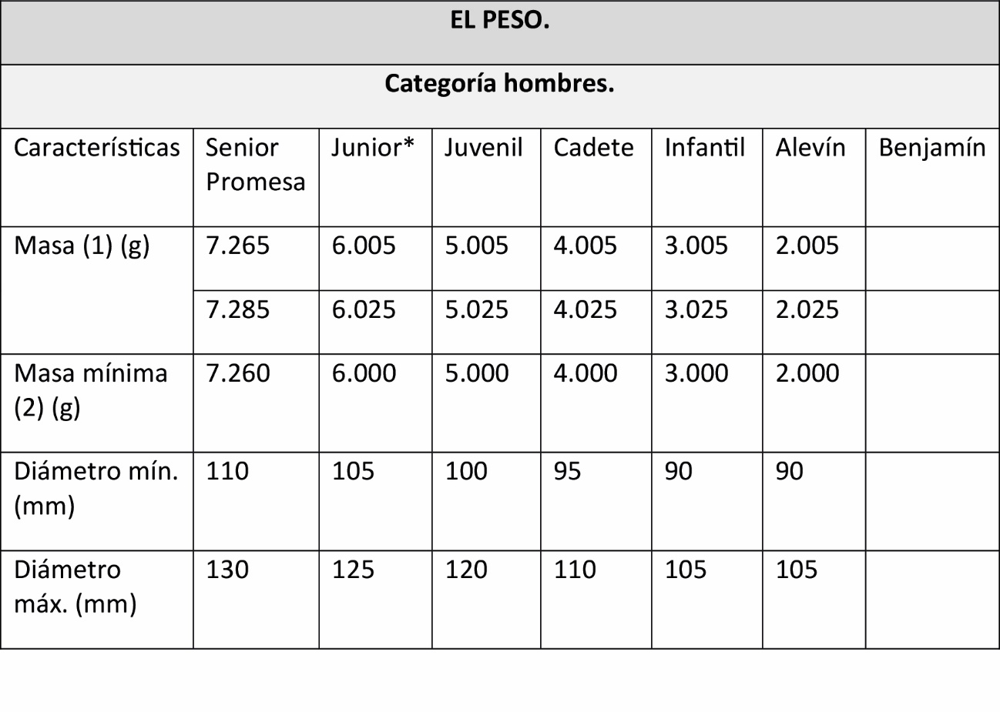 EL PESO.
Categoría hombres.
Características Senior Promesa Junior* Juvenil Cadete Infantil Alevín Benjamín
Masa (1) (g) 7.265 6.005 5.005 4.005 3.005 2.005
7.285 6.025 5.025 4.025 3.025 2.025
Masa mínima (2) (g) 7.260 6.000 5.000 4.000 3.000 2.000
Diámetro mín. (mm) 110 105 100 95 90 90
Diámetro máx. (mm) 130 125 120 110 105 105